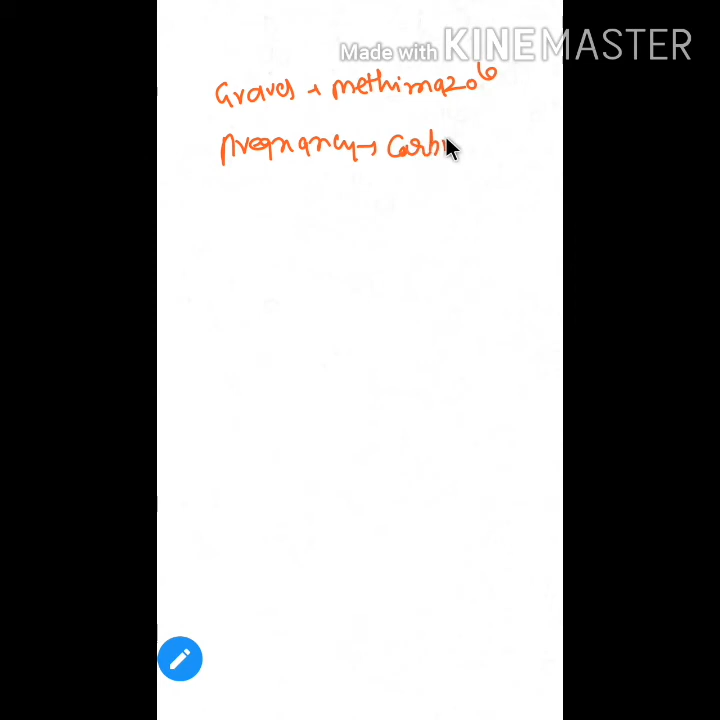 Made with KINEMASTER
Graves → methimazole
pregnancy → Carbi